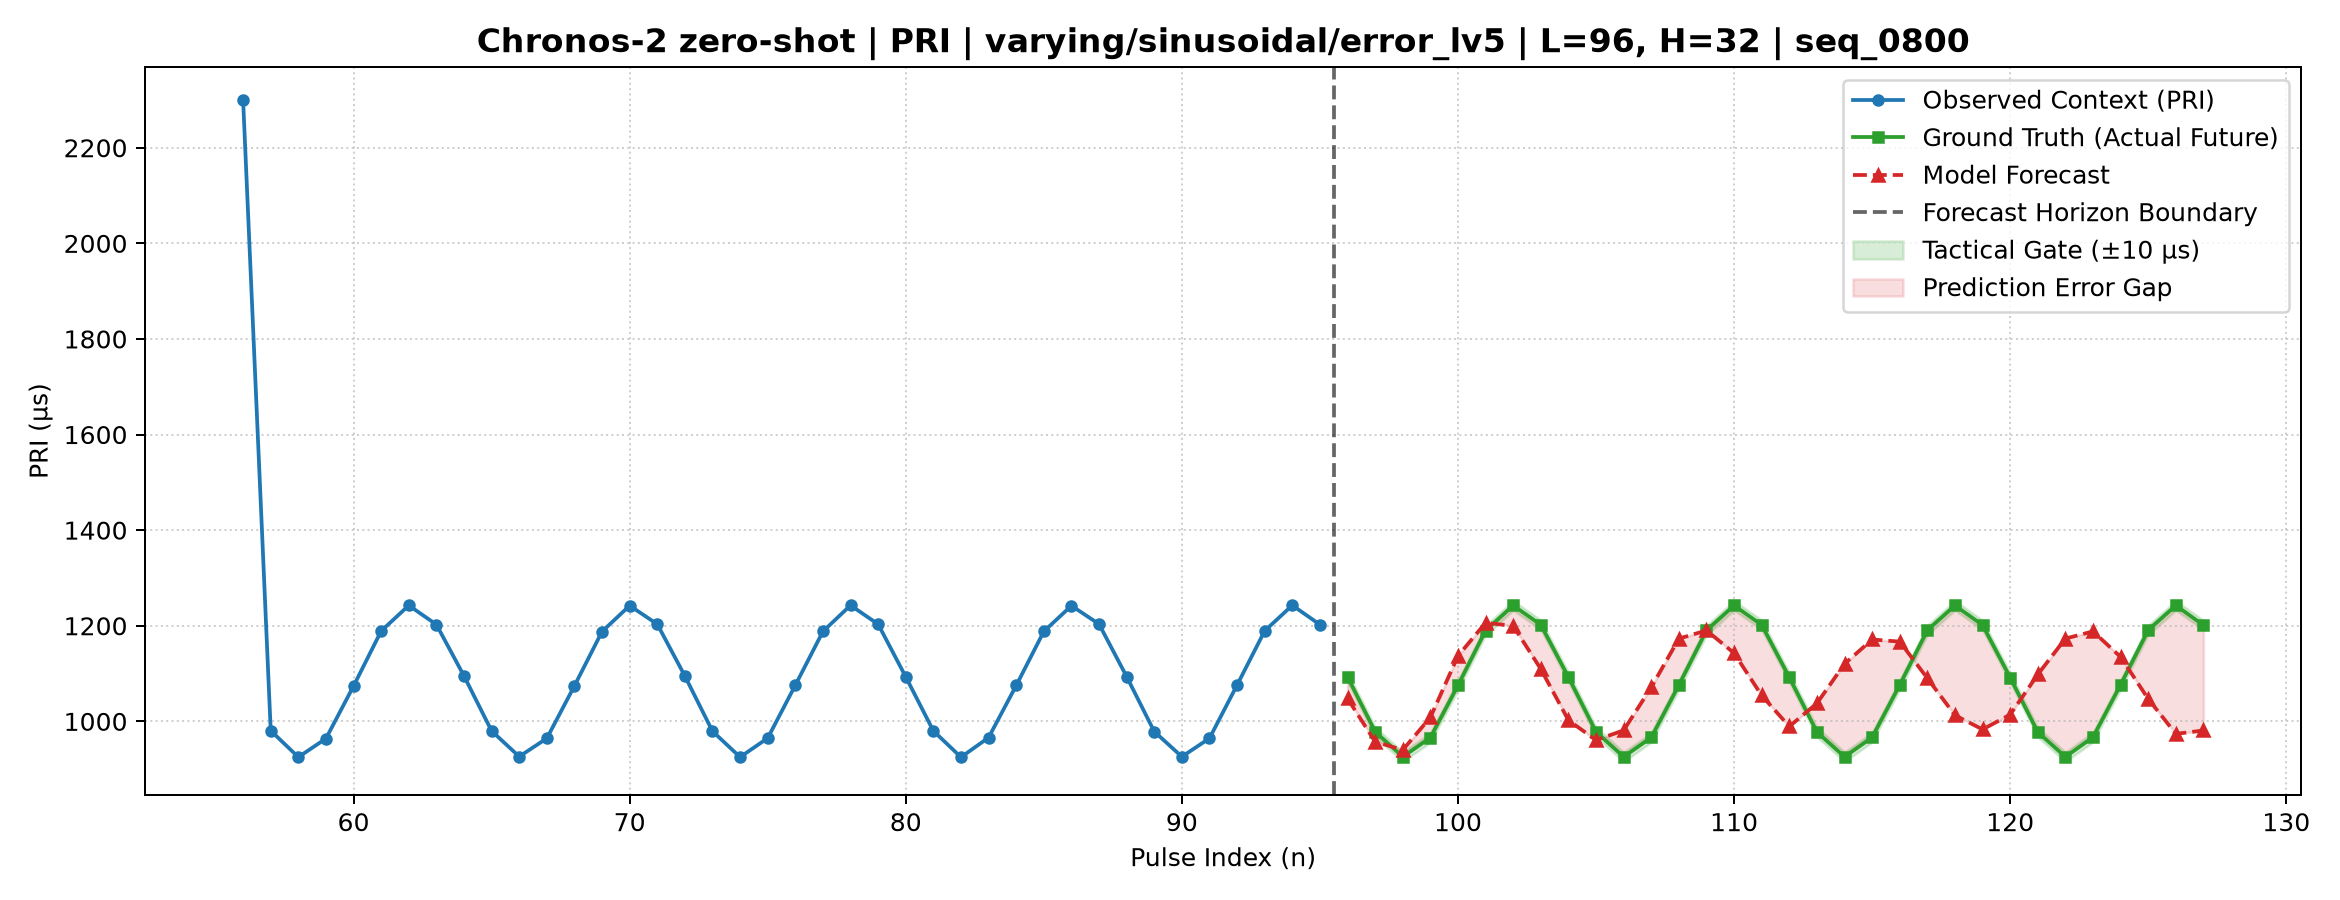 Chronos-2 zero-shot | PRI | varying/sinusoidal/error_lv5 | L=96, H=32 | seq_0800
Observed Context (PRI)
Ground Truth (Actual Future)
Model Forecast
Forecast Horizon Boundary
Tactical Gate (±10 µs)
Prediction Error Gap
PRI (µs)
2200
2000
1800
1600
1400
1200
1000
60 70 80 90 100 110 120 130
Pulse Index (n)